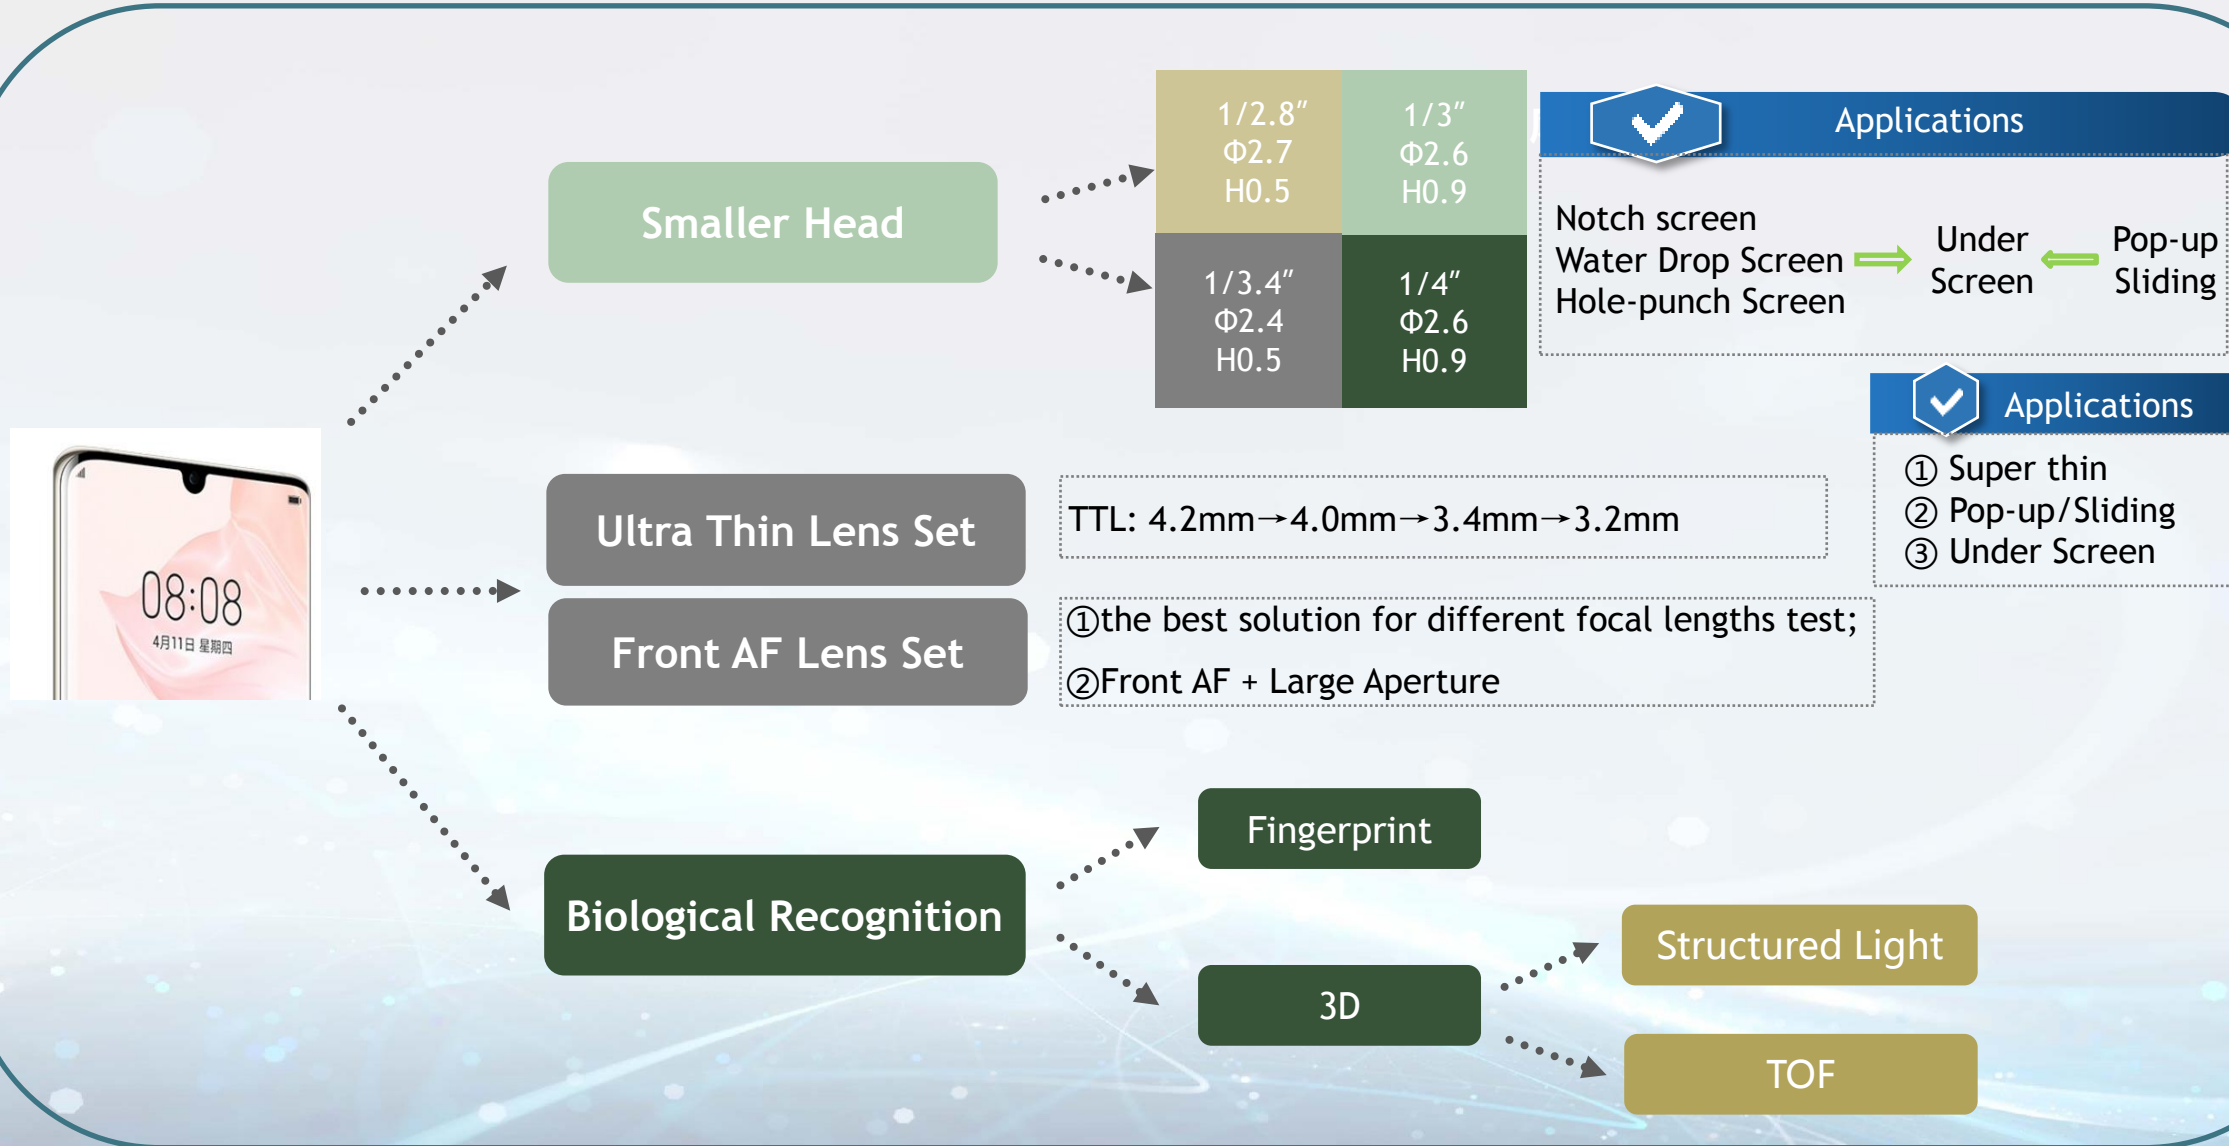 Smaller Head
1/2.8″
Φ2.7
H0.5
1/3″
Φ2.6
H0.9
1/3.4″
Φ2.4
H0.5
1/4″
Φ2.6
H0.9
Applications
Notch screen
Water Drop Screen
Hole-punch Screen
Under
Screen
Pop-up
Sliding
Applications
① Super thin
② Pop-up/Sliding
③ Under Screen
08:08
4月11日 星期四
Ultra Thin Lens Set
TTL: 4.2mm→4.0mm→3.4mm→3.2mm
Front AF Lens Set
①the best solution for different focal lengths test;
②Front AF + Large Aperture
Biological Recognition
Fingerprint
3D
Structured Light
TOF